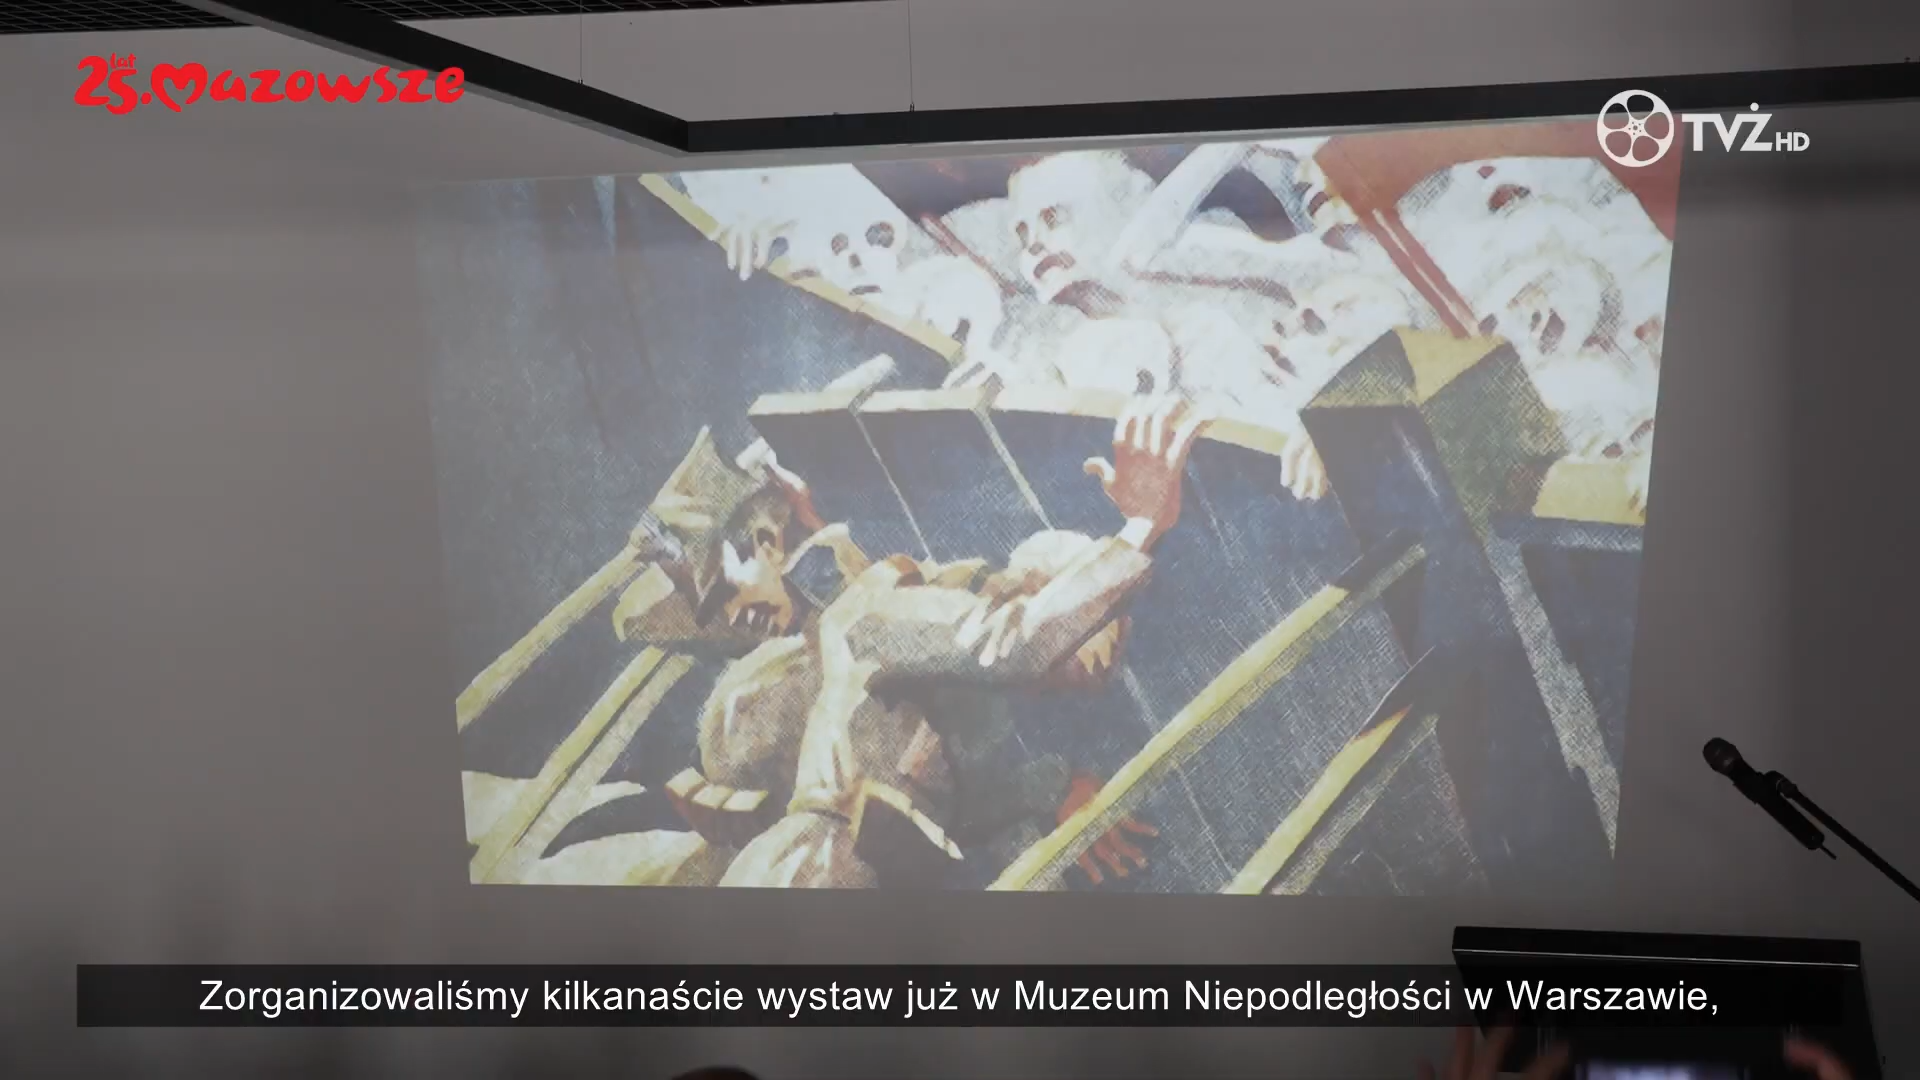 25 lat Mazowsze
TVŻ HD
Zorganizowaliśmy kilkanaście wystaw już w Muzeum Niepodległości w Warszawie,